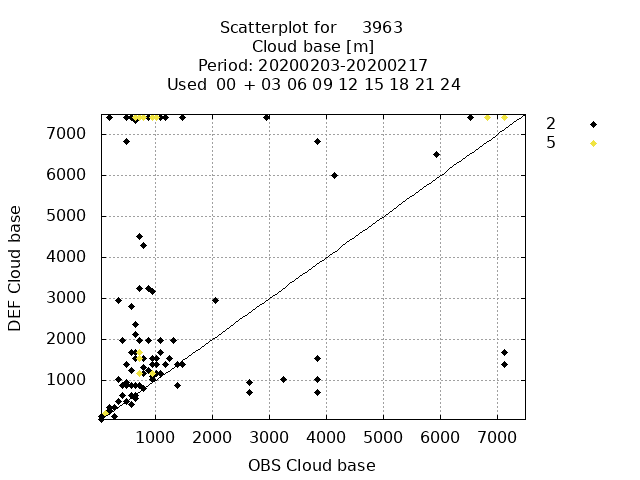 Scatterplot for 3963
Cloud base [m]
Period: 20200203-20200217
Used 00 + 03 06 09 12 15 18 21 24
2
5
7000
6000
5000
4000
3000
2000
1000
DEF Cloud base
1000 2000 3000 4000 5000 6000 7000
OBS Cloud base